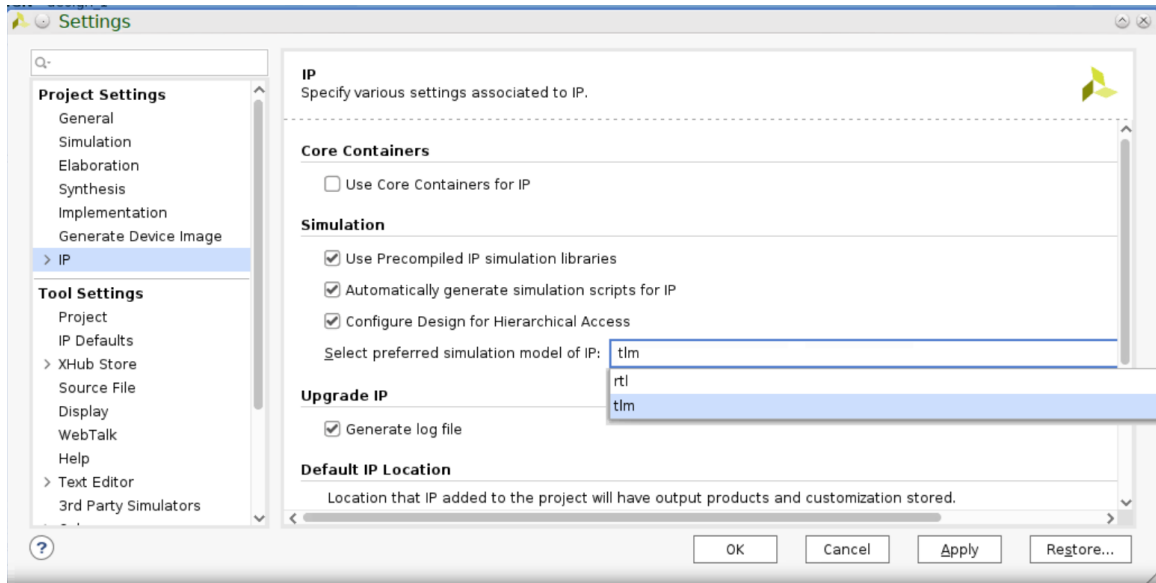 Settings
Project Settings
General
Simulation
Elaboration
Synthesis
Implementation
Generate Device Image
> IP
Tool Settings
Project
IP Defaults
> XHub Store
Source File
Display
WebTalk
Help
> Text Editor
3rd Party Simulators
IP
Specify various settings associated to IP.
Core Containers
Use Core Containers for IP
Simulation
Use Precompiled IP simulation libraries
Automatically generate simulation scripts for IP
Configure Design for Hierarchical Access
Select preferred simulation model of IP: tlm
rtl
tlm
Upgrade IP
Generate log file
Default IP Location
Location that IP added to the project will have output products and customization stored.
? OK Cancel Apply Restore...